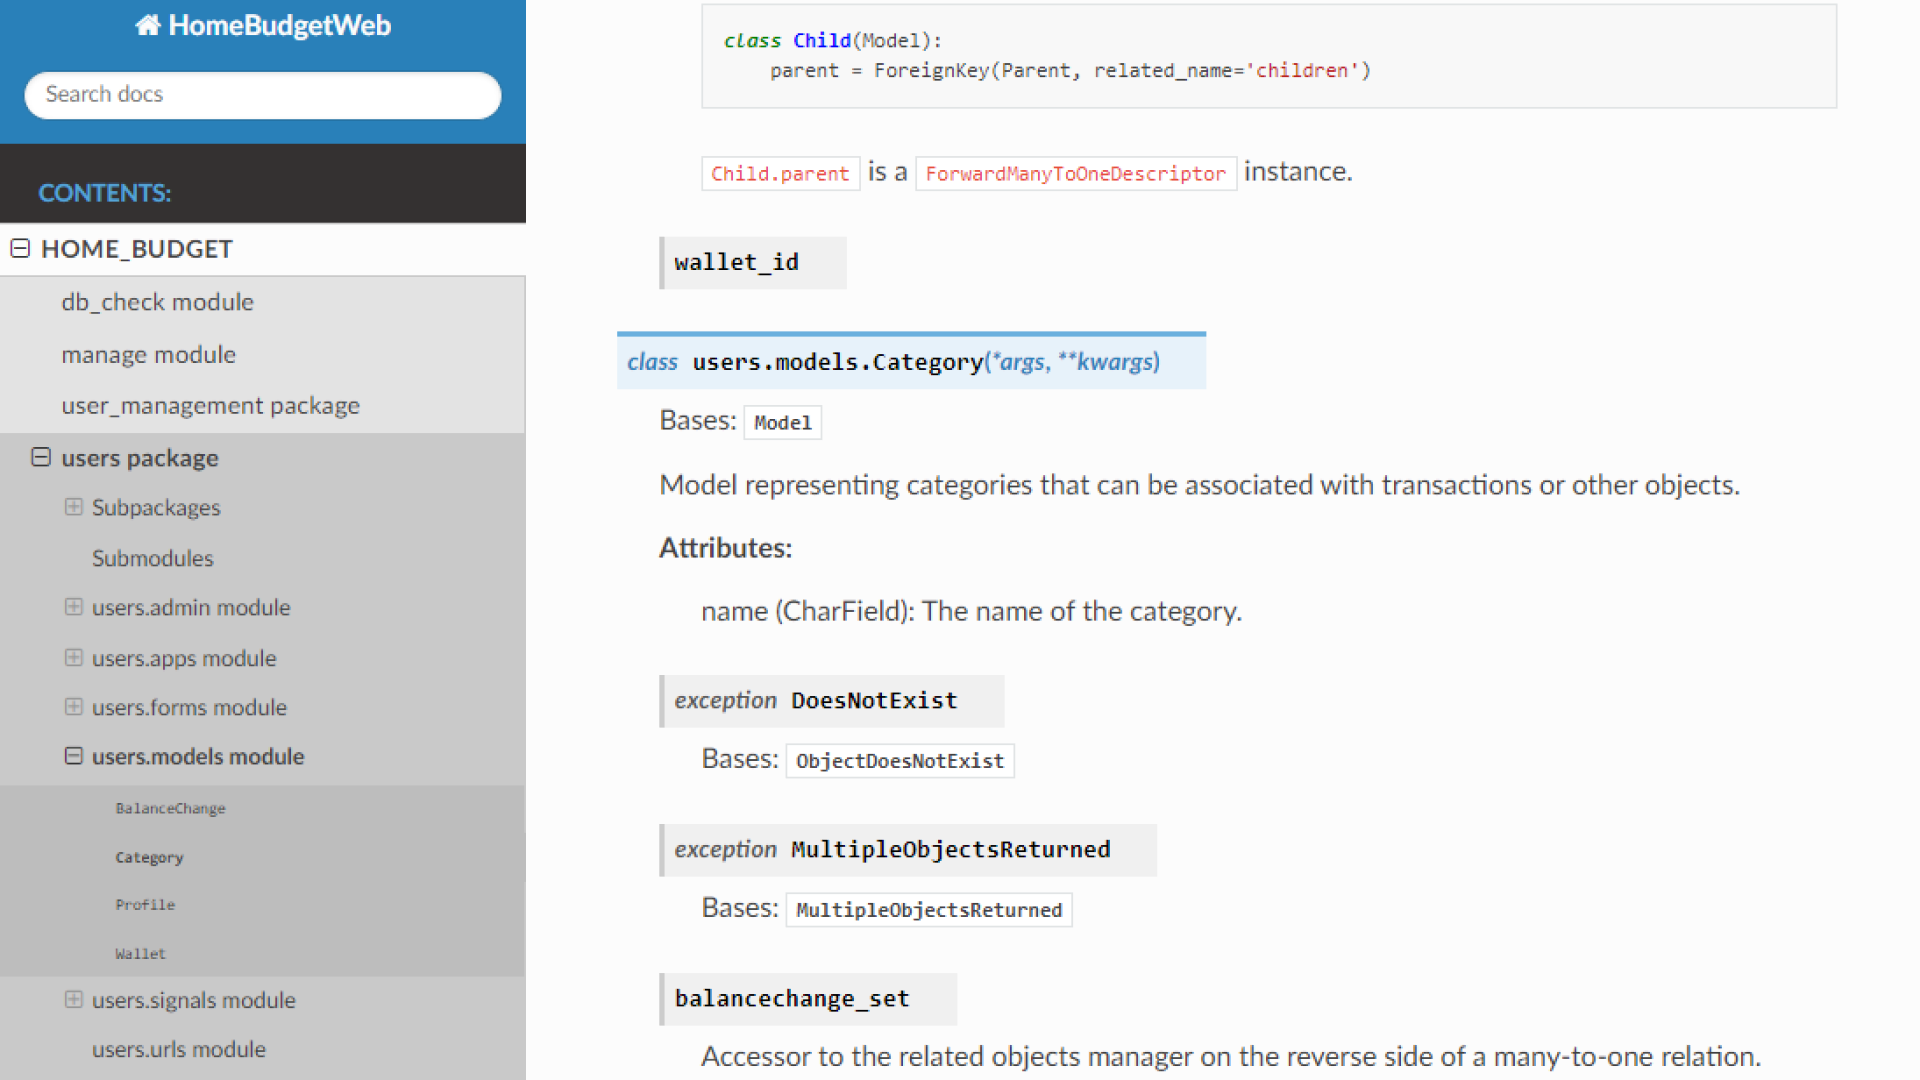 HomeBudgetWeb
Search docs
CONTENTS:
HOME_BUDGET
db_check module
manage module
user_management package
users package
Subpackages
Submodules
users.admin module
users.apps module
users.forms module
users.models module
BalanceChange
Category
Profile
Wallet
users.signals module
users.urls module
class Child(Model):
    parent = ForeignKey(Parent, related_name='children')
Child.parent is a ForwardManyToOneDescriptor instance.
wallet_id
class users.models.Category(*args, **kwargs)
Bases: Model
Model representing categories that can be associated with transactions or other objects.
Attributes:
name (CharField): The name of the category.
exception DoesNotExist
Bases: ObjectDoesNotExist
exception MultipleObjectsReturned
Bases: MultipleObjectsReturned
balancechange_set
Accessor to the related objects manager on the reverse side of a many-to-one relation.